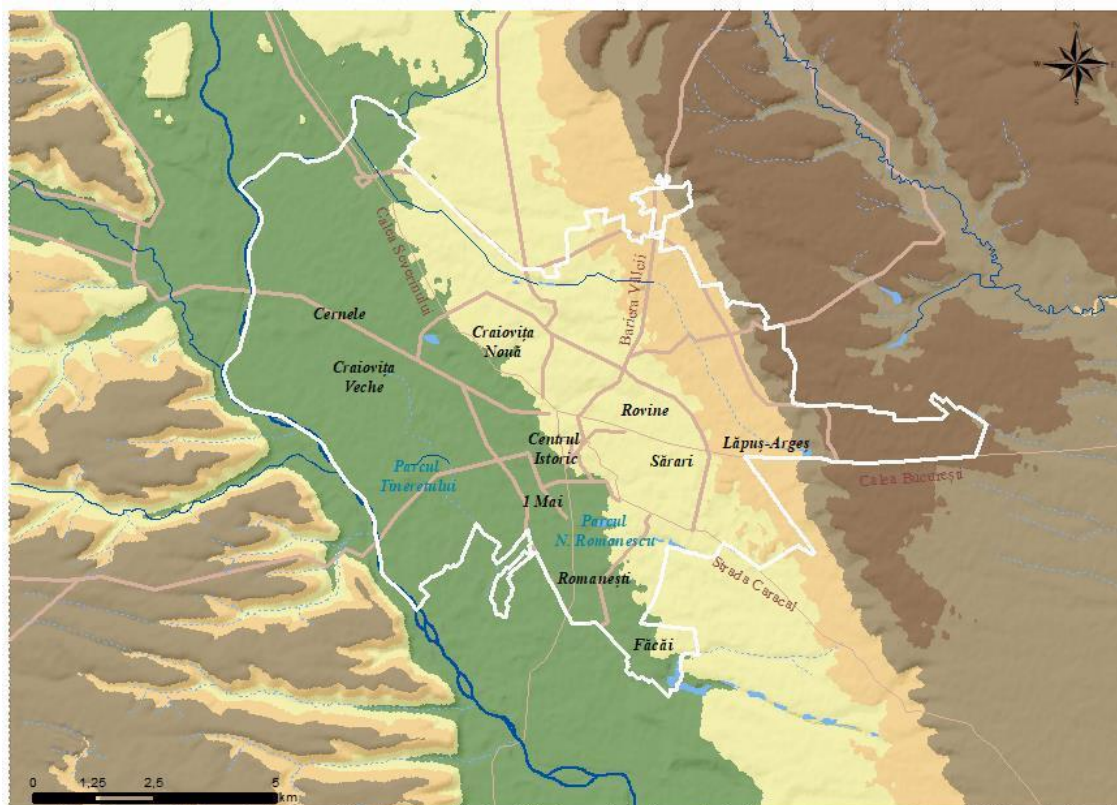 N
W
E
S
Calea Severinului
Bariera Vâlcii
Cernele
Craiovița
Nouă
Craiovița
Veche
Rovine
Centrul
Istoric
Sărari
Lăpuș-Argeș
Parcul
Tineretului
Calea București
1 Mai
Parcul
N. Romanescu
Romanești
Strada Caracal
Făcăi
0 1,25 2,5 5
km